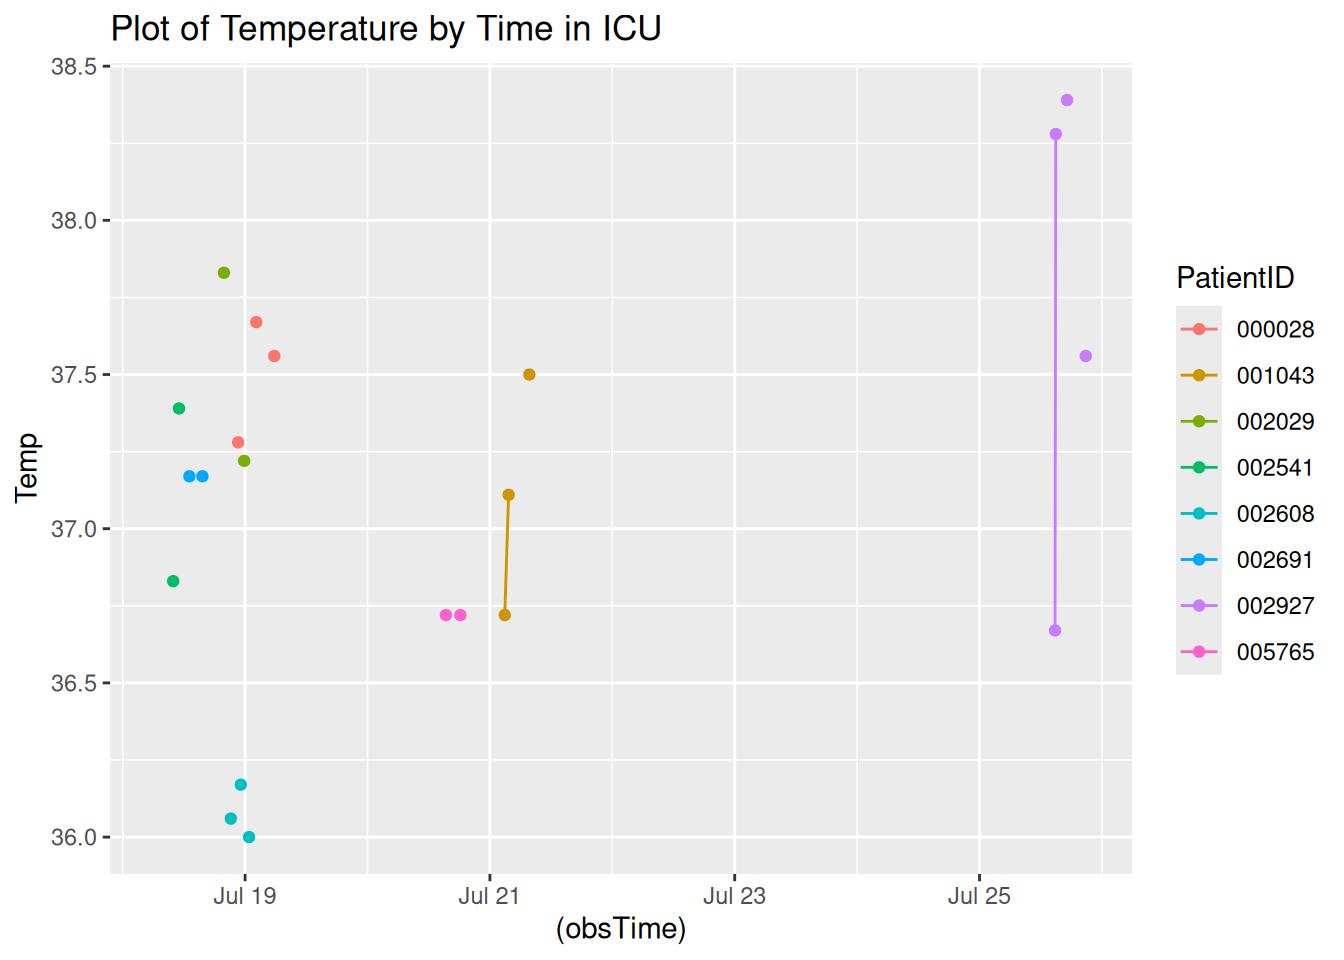 Plot of Temperature by Time in ICU
38.5
38.0
37.5
37.0
36.5
36.0
Temp
Jul 19
Jul 21
Jul 23
Jul 25
(obsTime)
PatientID
000028
001043
002029
002541
002608
002691
002927
005765